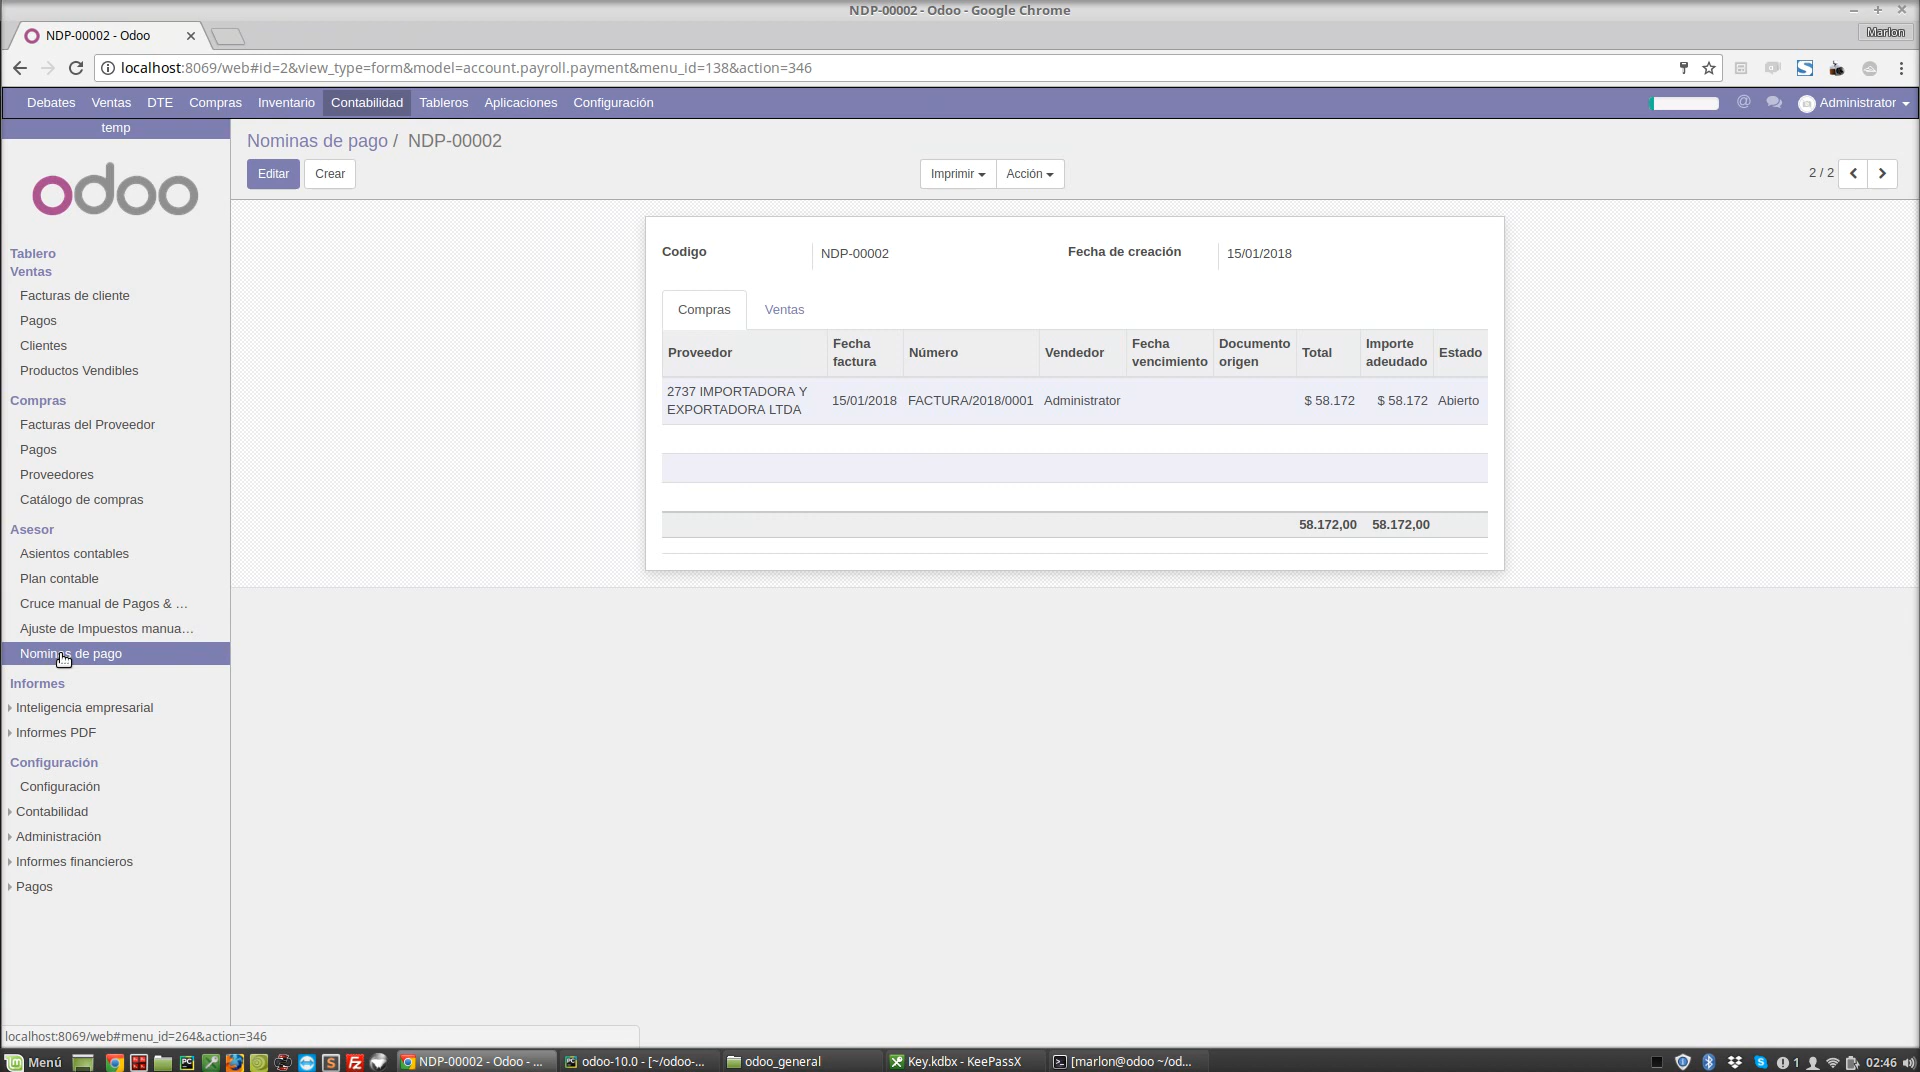 NDP-00002 - Odoo - Google Chrome
NDP-00002 - Odoo
Marlon
localhost:8069/web#id=2&view_type=form&model=account.payroll.payment&menu_id=138&action=346
Debates Ventas DTE Compras Inventario Contabilidad Tableros Aplicaciones Configuración @ Administrator
temp
odoo
Nominas de pago / NDP-00002
Editar Crear Imprimir Acción 2 / 2
Tablero
Ventas
Facturas de cliente
Pagos
Clientes
Productos Vendibles
Compras
Facturas del Proveedor
Pagos
Proveedores
Catálogo de compras
Asesor
Asientos contables
Plan contable
Cruce manual de Pagos & ...
Ajuste de Impuestos manua...
Nominas de pago
Informes
Inteligencia empresarial
Informes PDF
Configuración
Configuración
Contabilidad
Administración
Informes financieros
Pagos
Codigo NDP-00002 Fecha de creación 15/01/2018
Compras Ventas
Proveedor Fecha factura Número Vendedor Fecha vencimiento Documento origen Total Importe adeudado Estado
2737 IMPORTADORA Y EXPORTADORA LTDA 15/01/2018 FACTURA/2018/0001 Administrator $ 58.172 $ 58.172 Abierto
58.172,00 58.172,00
localhost:8069/web#menu_id=264&action=346
Menú NDP-00002 - Odoo - ... odoo-10.0 - [~/odoo-... odoo_general Key.kdbx - KeePassX [marlon@odoo ~/od... 1 02:46